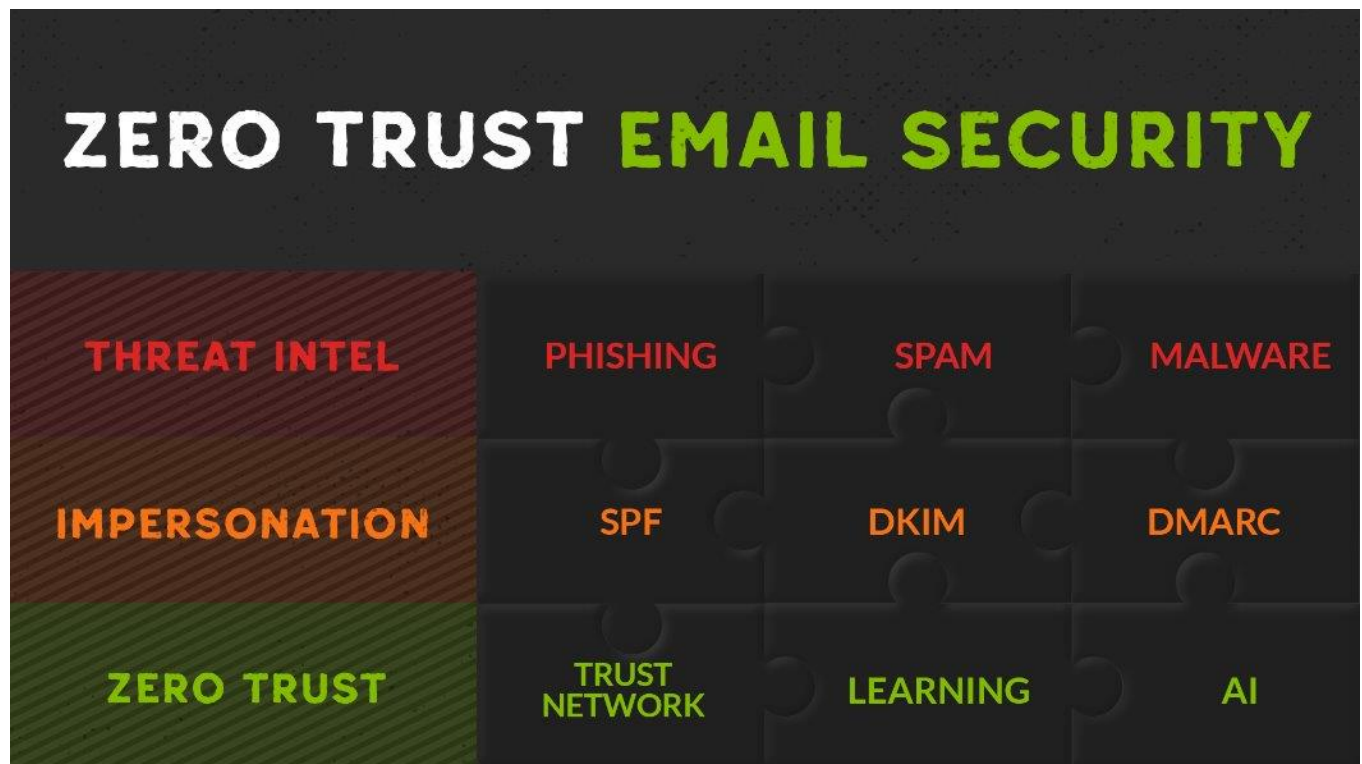 ZERO TRUST EMAIL SECURITY
THREAT INTEL
PHISHING
SPAM
MALWARE
IMPERSONATION
SPF
DKIM
DMARC
ZERO TRUST
TRUST
NETWORK
LEARNING
AI